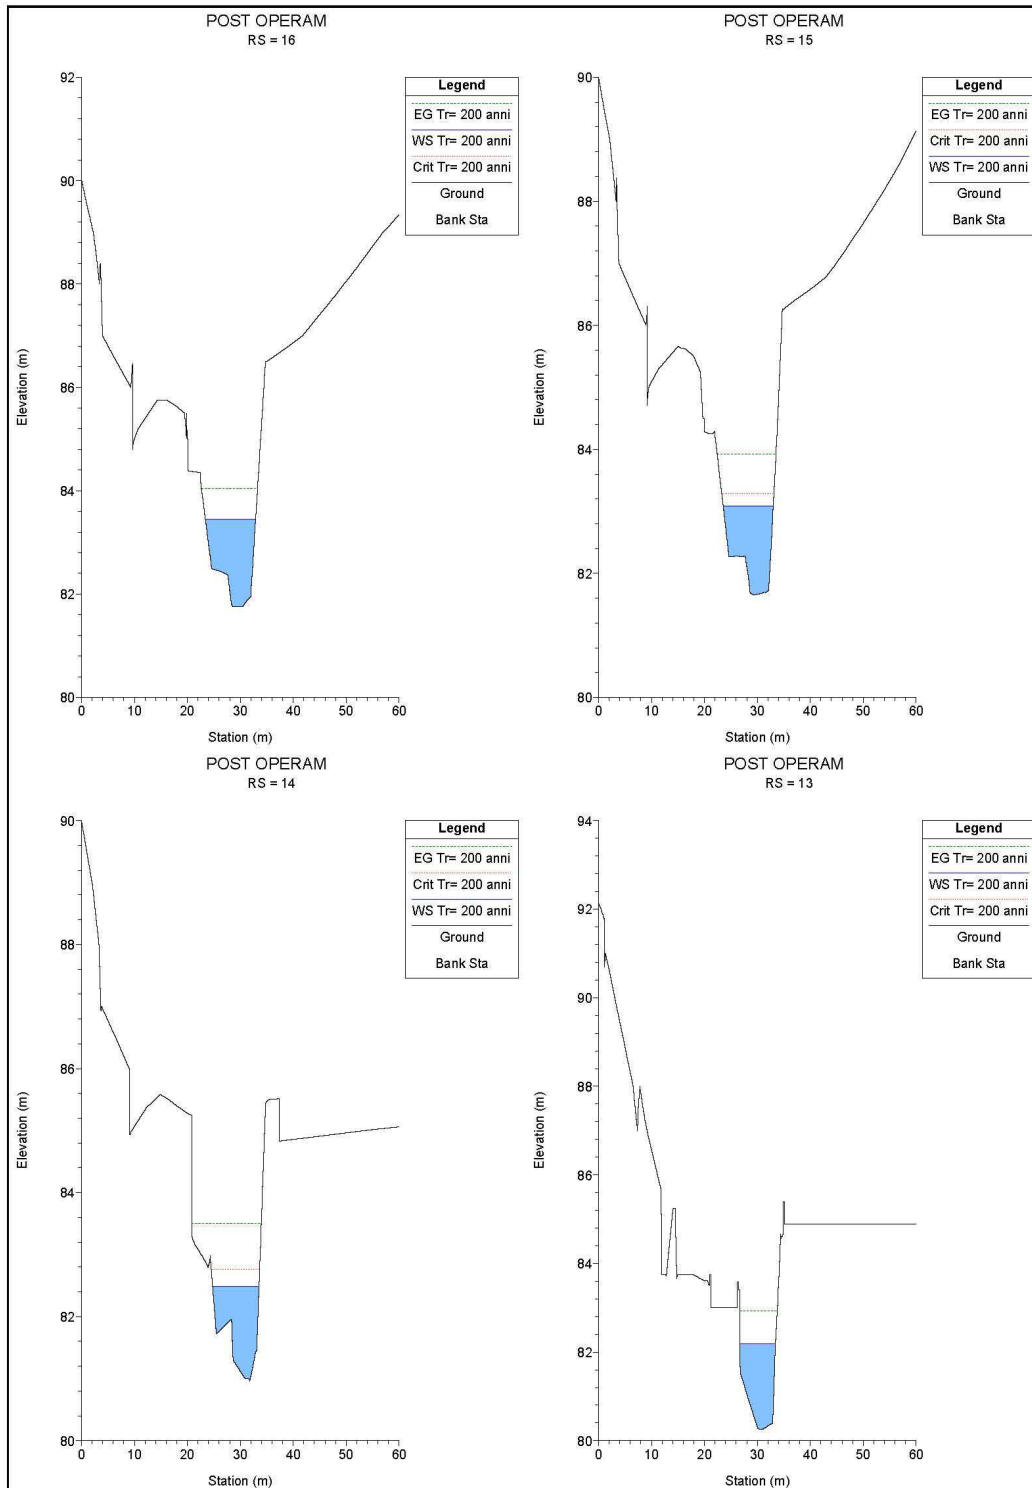 POST OPERAM
RS = 16
Legend
EG Tr= 200 anni
WS Tr= 200 anni
Crit Tr= 200 anni
Ground
Bank Sta
92
90
88
86
84
82
80
Elevation (m)
0 10 20 30 40 50 60
Station (m)
POST OPERAM
RS = 15
Legend
EG Tr= 200 anni
Crit Tr= 200 anni
WS Tr= 200 anni
Ground
Bank Sta
90
88
86
84
82
80
Elevation (m)
0 10 20 30 40 50 60
Station (m)
POST OPERAM
RS = 14
Legend
EG Tr= 200 anni
Crit Tr= 200 anni
WS Tr= 200 anni
Ground
Bank Sta
90
88
86
84
82
80
Elevation (m)
0 10 20 30 40 50 60
Station (m)
POST OPERAM
RS = 13
Legend
EG Tr= 200 anni
WS Tr= 200 anni
Crit Tr= 200 anni
Ground
Bank Sta
94
92
90
88
86
84
82
80
Elevation (m)
0 10 20 30 40 50 60
Station (m)